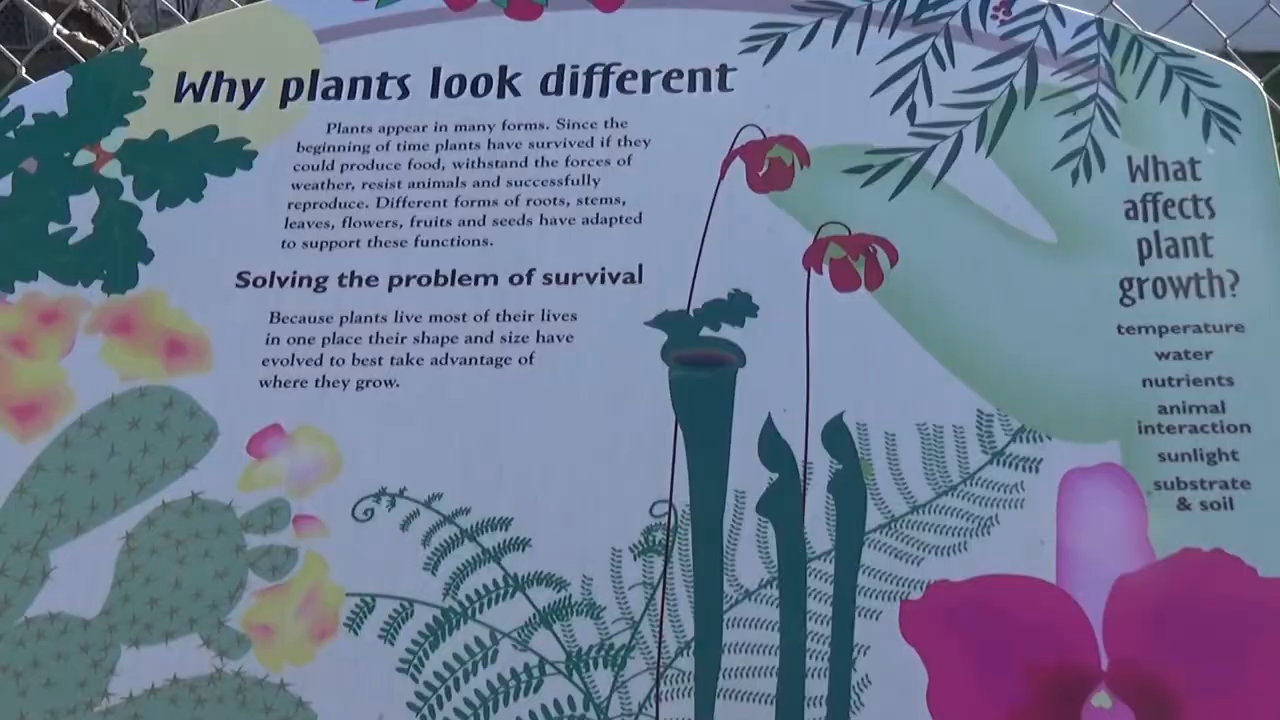 Why plants look different
Plants appear in many forms. Since the
beginning of time plants have survived if they
could produce food, withstand the forces of
weather, resist animals and successfully
reproduce. Different forms of roots, stems,
leaves, flowers, fruits and seeds have adapted
to support these functions.
Solving the problem of survival
Because plants live most of their lives
in one place their shape and size have
evolved to best take advantage of
where they grow.
What
affects
plant
growth?
temperature
water
nutrients
animal
interaction
sunlight
substrate
& soil